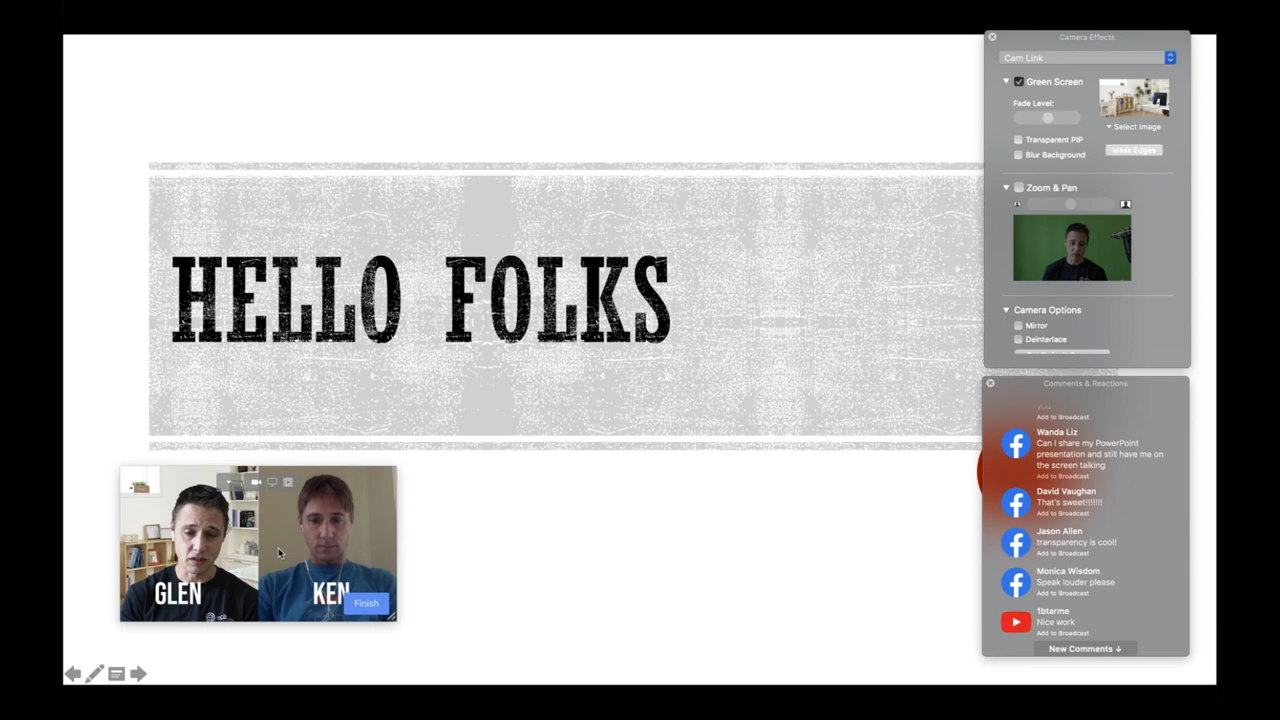 Camera Effects
Cam Link
Green Screen
Fade Level:
Select Image
Transparent PIP
Mask Edges
Blur Background
Zoom & Pan
Camera Options
Mirror
Deinterlace
HELLO FOLKS
Comments & Reactions
you.
Add to Broadcast
Wanda Liz
Can I share my PowerPoint
presentation and still have me on
the screen talking
Add to Broadcast
David Vaughan
That's sweet!!!!!!!
Add to Broadcast
Jason Allen
transparency is cool!
Add to Broadcast
Monica Wisdom
Speak louder please
Add to Broadcast
1btarme
Nice work
Add to Broadcast
New Comments ↓
GLEN
KEN
Finish